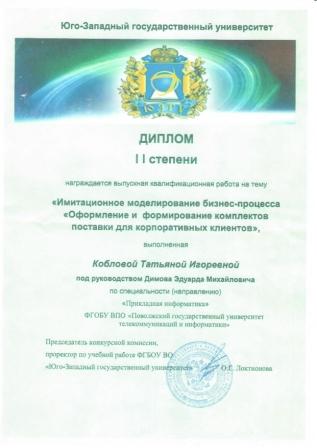 Юго-Западный государственный университет
ДИПЛОМ
I I степени
награждается выпускная квалификационная работа на тему
«Имитационное моделирование бизнес-процесса
«Оформление и формирование комплектов
поставки для корпоративных клиентов»,
выполненная
Кобловой Татьяной Игоревной
под руководством Димова Эдуарда Михайловича
по специальности (направлению)
«Прикладная информатика»
ФГОБУ ВПО «Поволжский государственный университет
телекоммуникаций и информатики»
Председатель конкурсной комиссии,
проректор по учебной работе ФГБОУ ВО
«Юго-Западный государственный университет» О.Г. Локтионова